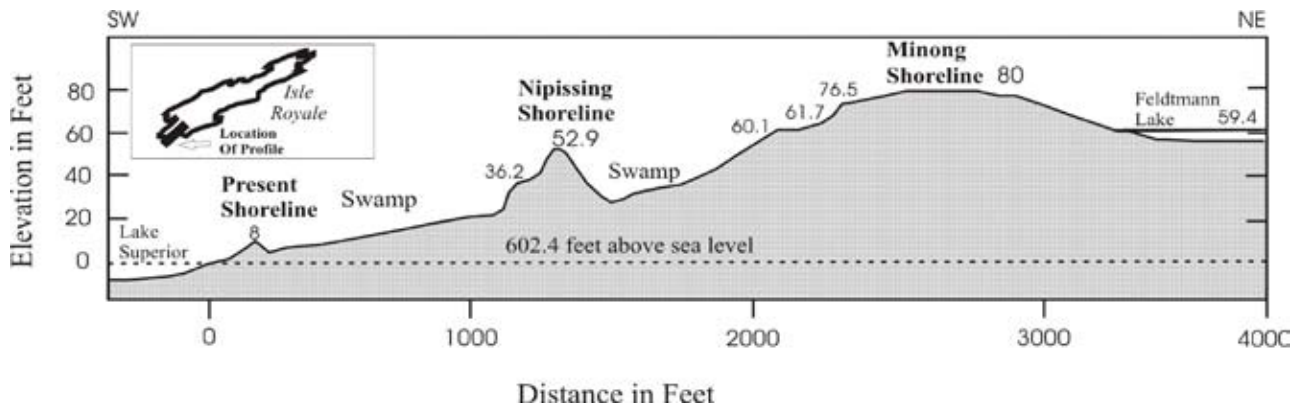 SW
NE
Elevation in Feet
80
60
40
20
0
Isle
Royale
Location
Of Profile
Lake
Superior
Present
Shoreline
8
Swamp
36.2
Nipissing
Shoreline
52.9
Swamp
602.4 feet above sea level
60.1
61.7
76.5
Minong
Shoreline
80
Feldtmann
Lake
59.4
0
1000
2000
3000
4000
Distance in Feet